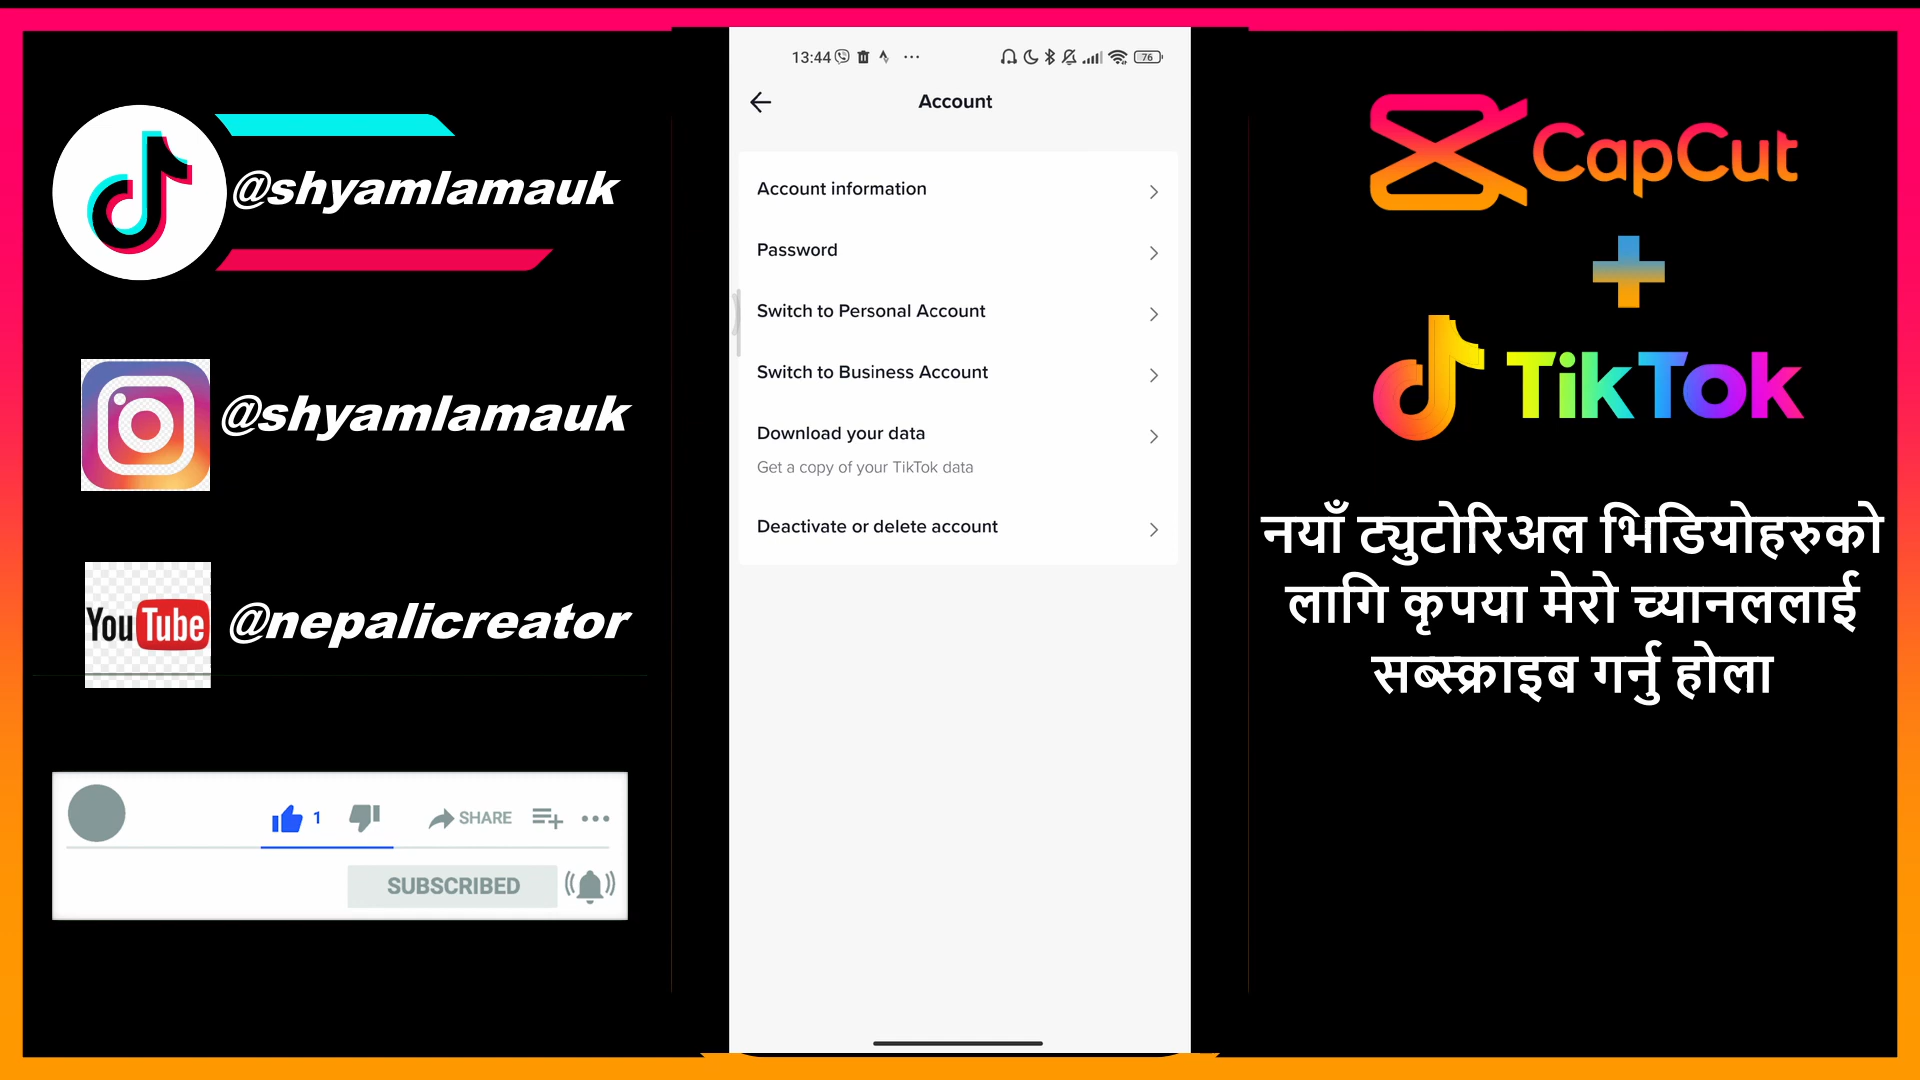 @shyamlamauk
@shyamlamauk
YouTube @nepalicreator
1 SHARE
SUBSCRIBED
13:44 76
Account
Account information
Password
Switch to Personal Account
Switch to Business Account
Download your data
Get a copy of your TikTok data
Deactivate or delete account
CapCut
+
TikTok
नयाँ ट्युटोरिअल भिडियोहरुको
लागि कृपया मेरो च्यानललाई
सब्स्क्राइब गर्नु होला